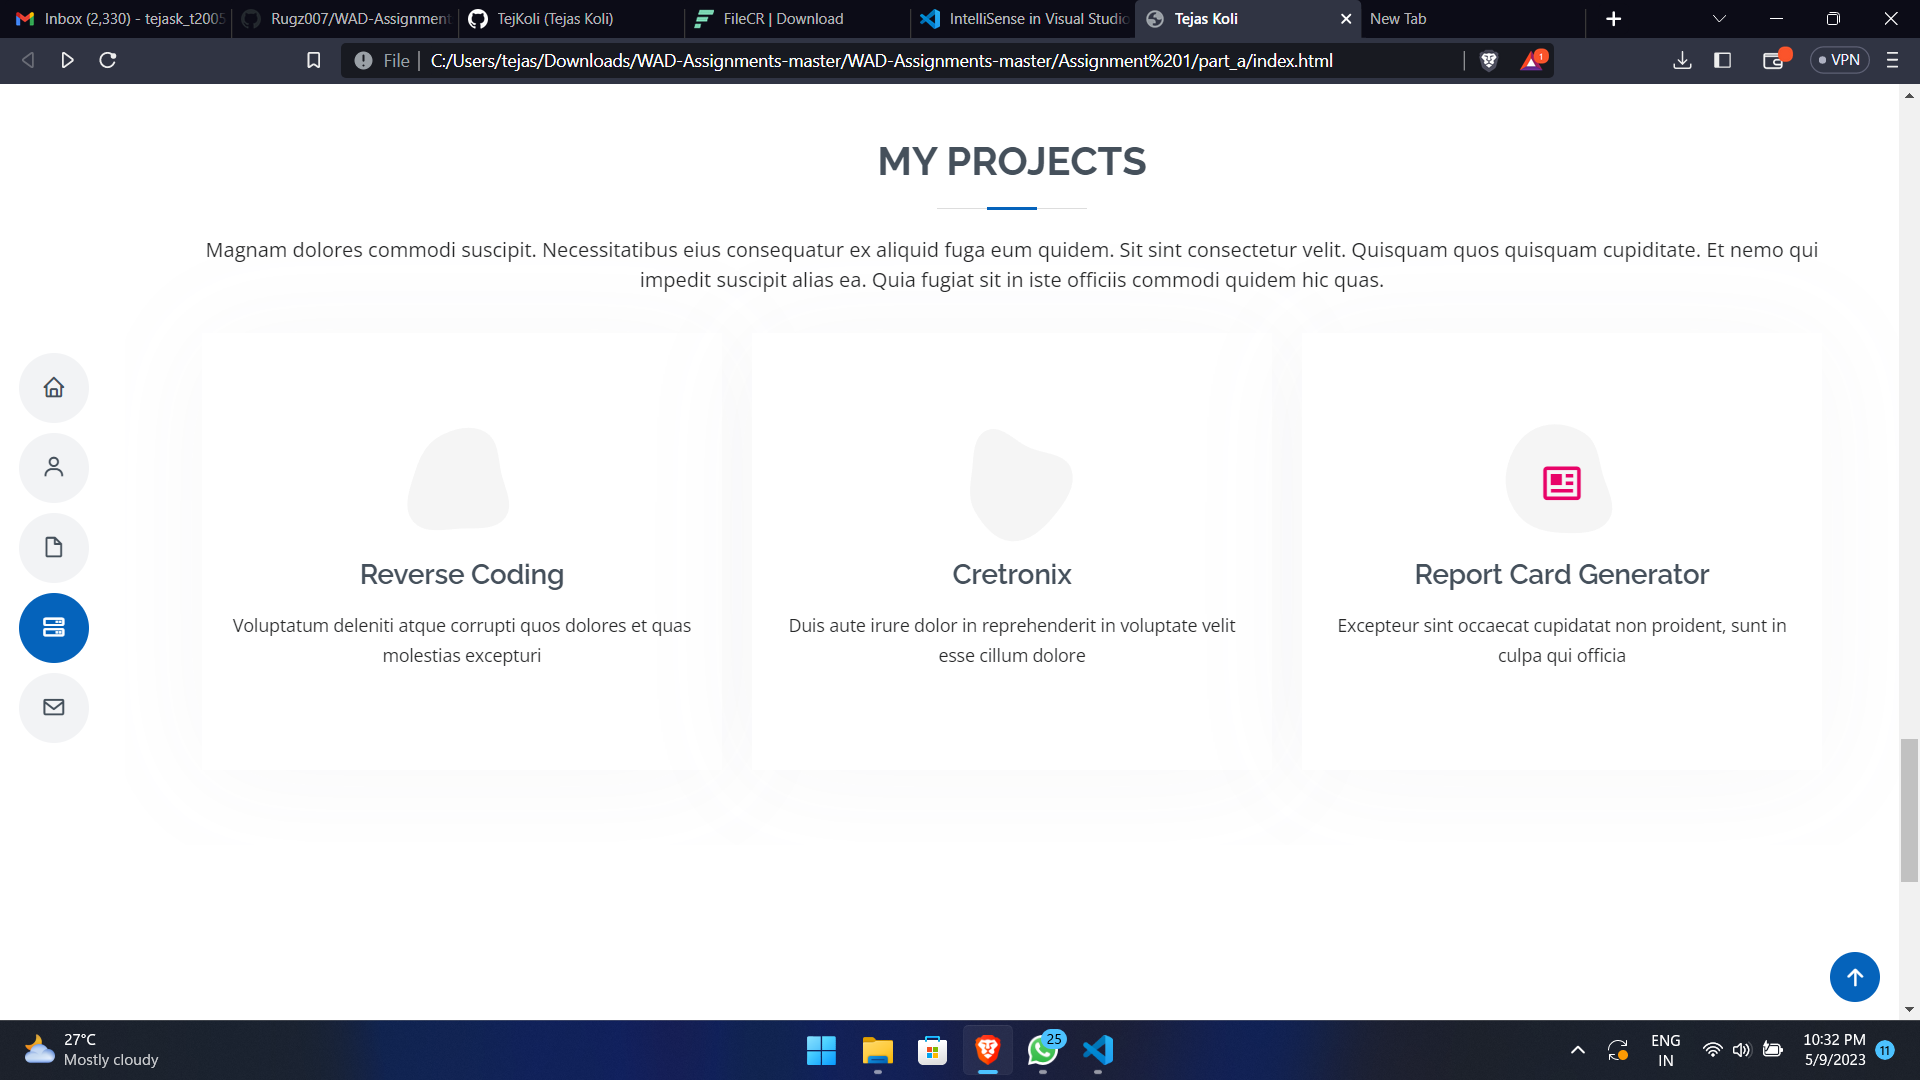 Inbox (2,330) - tejask_t2005
Rugz007/WAD-Assignment
TejKoli (Tejas Koli)
FileCR | Download
IntelliSense in Visual Studio
Tejas Koli
New Tab
File
C:/Users/tejas/Downloads/WAD-Assignments-master/WAD-Assignments-master/Assignment%201/part_a/index.html
1
VPN
MY PROJECTS
Magnam dolores commodi suscipit. Necessitatibus eius consequatur ex aliquid fuga eum quidem. Sit sint consectetur velit. Quisquam quos quisquam cupiditate. Et nemo qui
impedit suscipit alias ea. Quia fugiat sit in iste officiis commodi quidem hic quas.
Reverse Coding
Voluptatum deleniti atque corrupti quos dolores et quas
molestias excepturi
Cretronix
Duis aute irure dolor in reprehenderit in voluptate velit
esse cillum dolore
Report Card Generator
Excepteur sint occaecat cupidatat non proident, sunt in
culpa qui officia
27°C
Mostly cloudy
25
ENG
IN
10:32 PM
5/9/2023
11